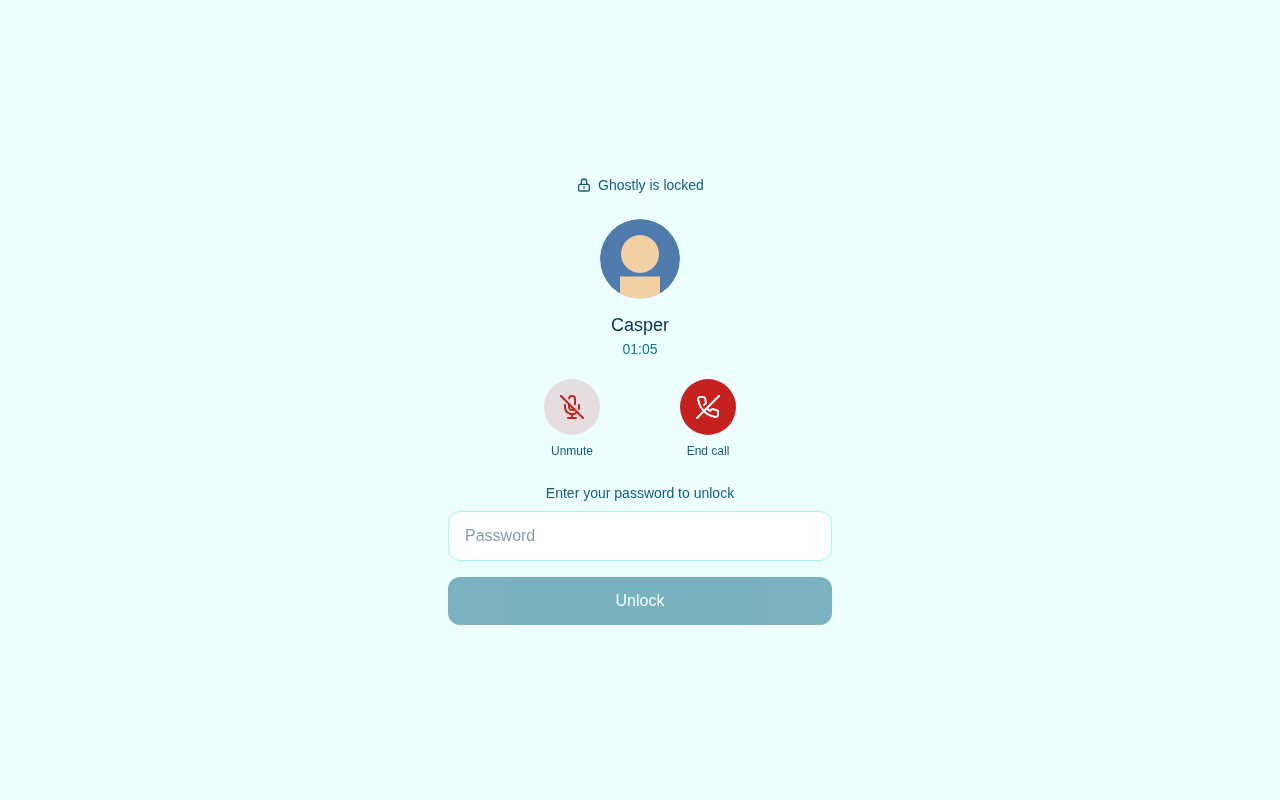 Ghostly is locked
Casper
01:05
Unmute
End call
Enter your password to unlock
Password
Unlock